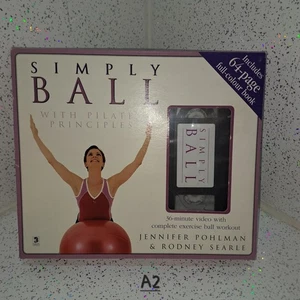 SIMPLY
BALL
WITH PILATES
PRINCIPLES
Includes
64-page
full-colour book
SIMPLY
BALL
56-minute video with
complete exercise ball workout
JENNIFER POHLMAN
& RODNEY SEARLE
A2